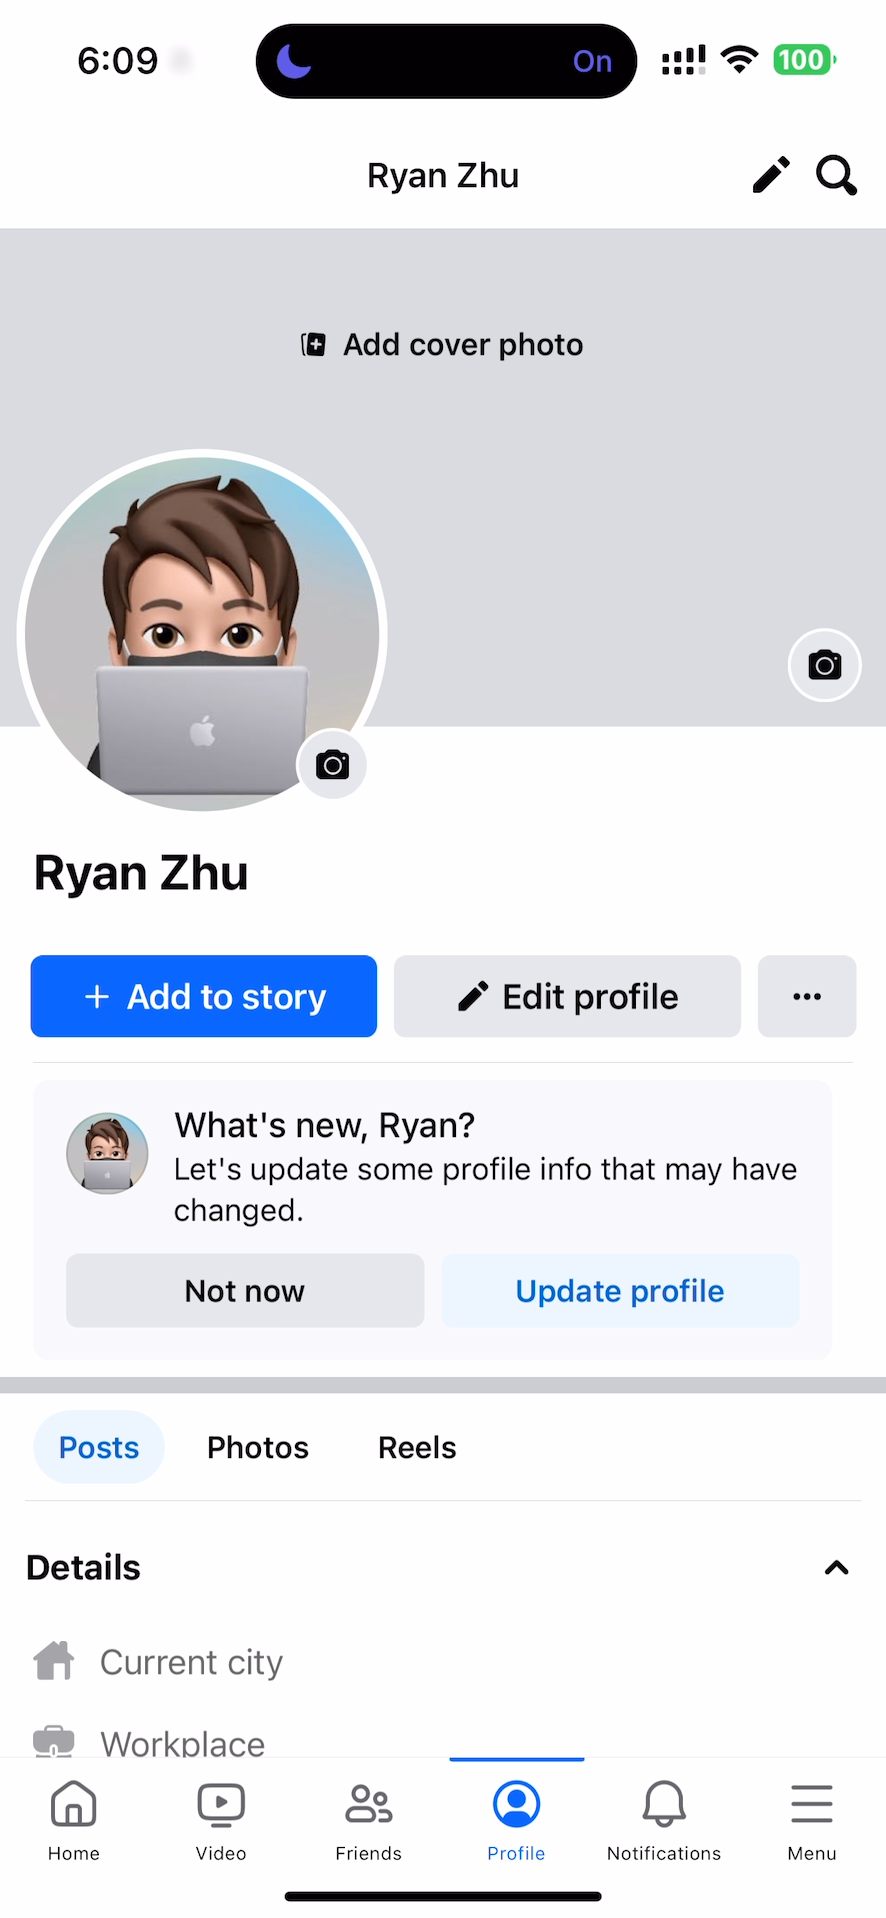 6:09
On
100
Ryan Zhu
Add cover photo
Ryan Zhu
+ Add to story
Edit profile
What's new, Ryan?
Let's update some profile info that may have
changed.
Not now
Update profile
Posts
Photos
Reels
Details
Current city
Workplace
Home
Video
Friends
Profile
Notifications
Menu